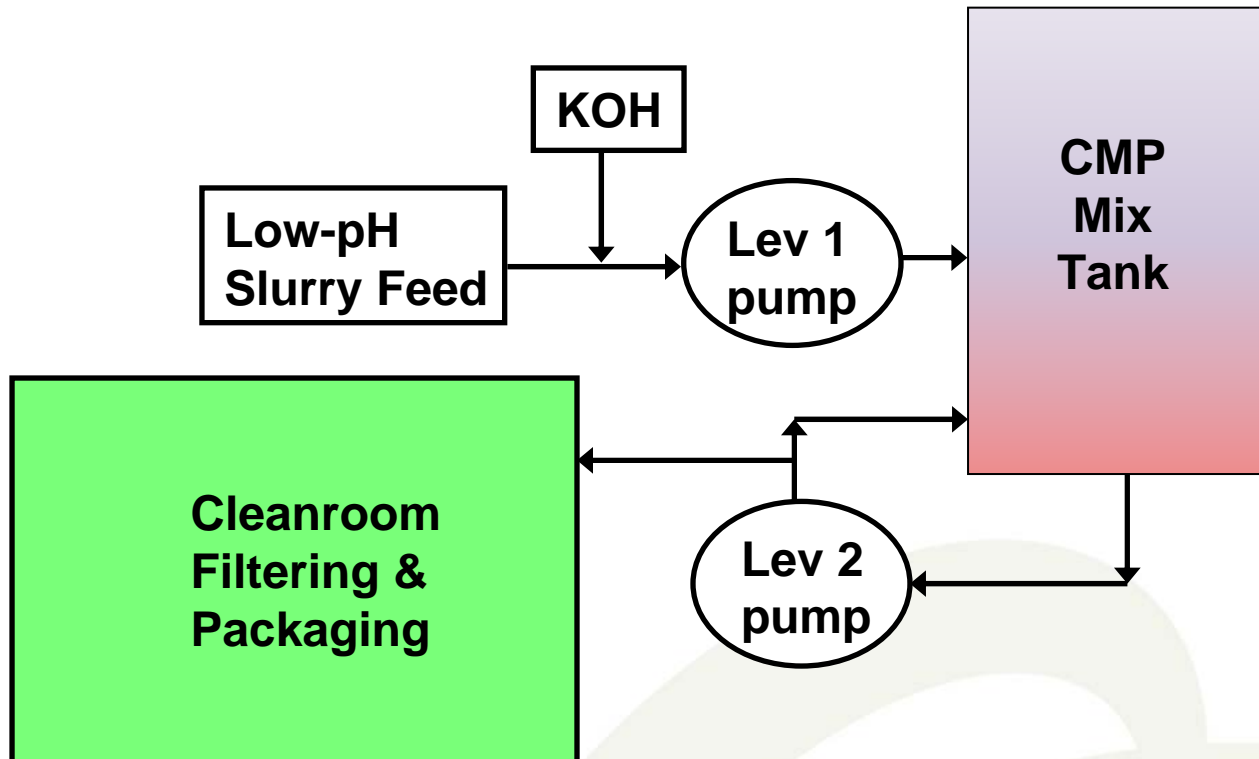 KOH
Low-pH
Slurry Feed
Lev 1
pump
CMP
Mix
Tank
Cleanroom
Filtering &
Packaging
Lev 2
pump